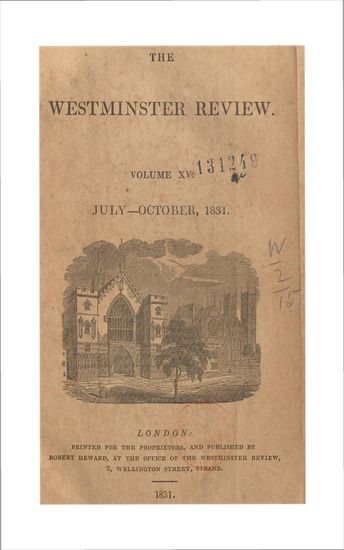 THE
WESTMINSTER REVIEW.
VOLUME XV.
131249
JULY—OCTOBER, 1831.
W
2
15
LONDON:
PRINTED FOR THE PROPRIETORS, AND PUBLISHED BY
ROBERT HEWARD, AT THE OFFICE OF THE WESTMINSTER REVIEW,
2, WELLINGTON STREET, STRAND.
1831.